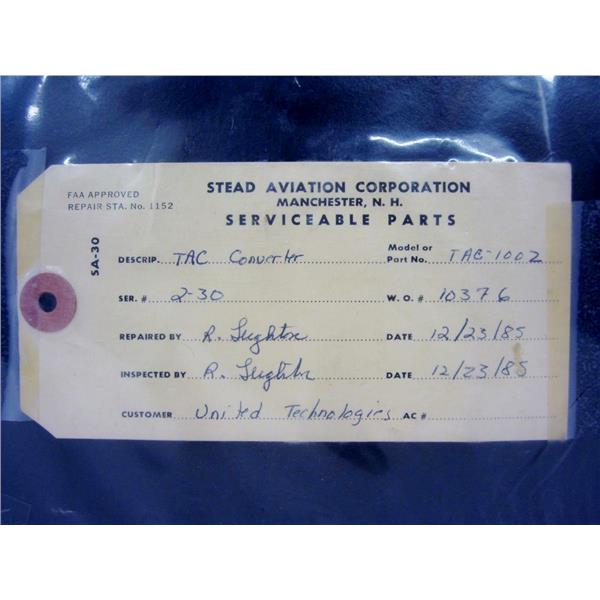 FAA APPROVED
REPAIR STA. No. 1152
STEAD AVIATION CORPORATION
MANCHESTER, N. H.
SERVICEABLE PARTS
SA-30
DESCRIP. TAC Converter
Model or Part No. TAC-1002
SER. # 2-30
W. O. # 10376
REPAIRED BY R.
DATE 12/23/85
INSPECTED BY R.
DATE 12/23/85
CUSTOMER United Technologies AC #